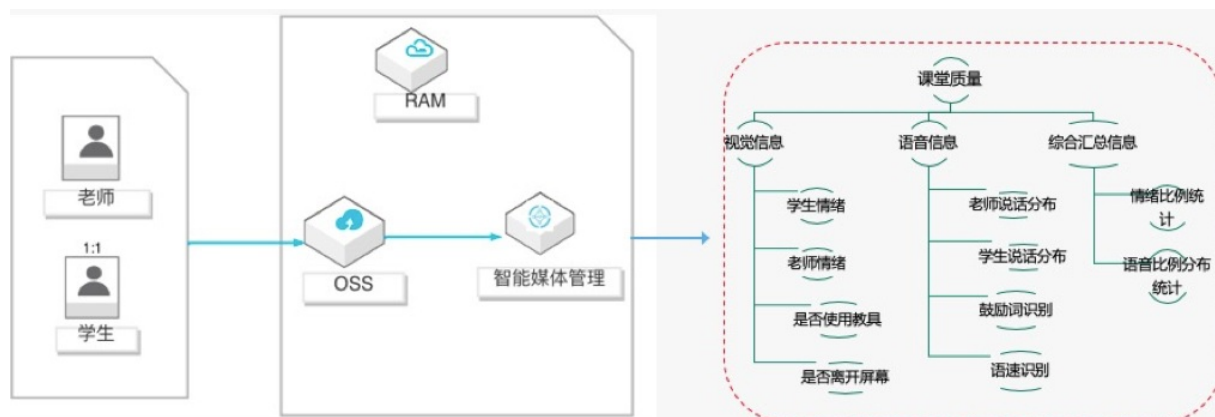 老师
1:1
学生
RAM
OSS
智能媒体管理
课堂质量
视觉信息
语音信息
综合汇总信息
学生情绪
老师情绪
是否使用教具
是否离开屏幕
老师说话分布
学生说话分布
鼓励词识别
语速识别
情绪比例统
计
语音比例分布
统计